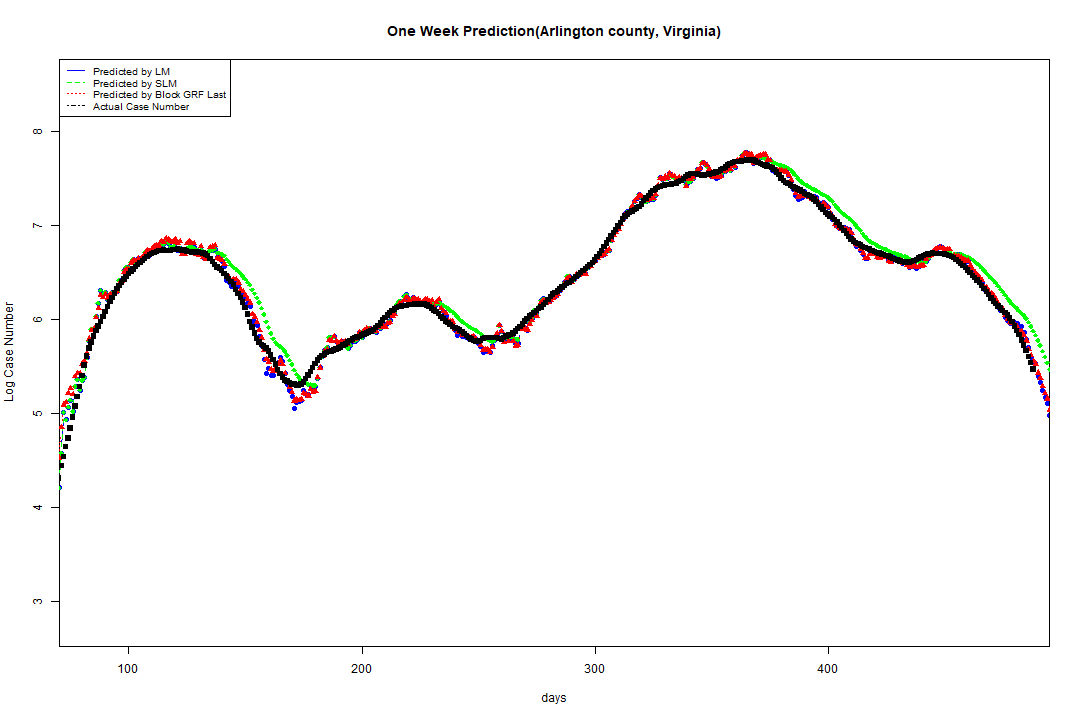 One Week Prediction(Arlington county, Virginia)
Predicted by LM
Predicted by SLM
Predicted by Block GRF Last
Actual Case Number
8
7
6
5
4
3
Log Case Number
100 200 300 400
days